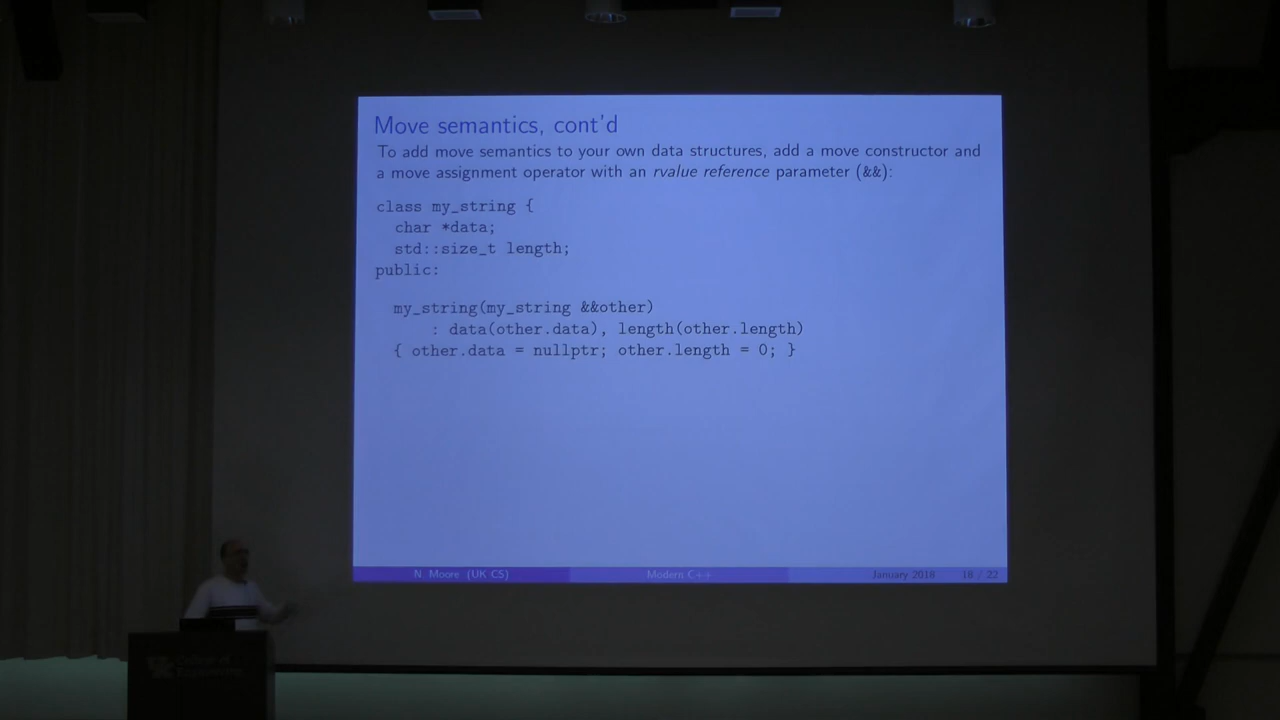 Move semantics, cont'd
To add move semantics to your own data structures, add a move constructor and
a move assignment operator with an rvalue reference parameter (&&):
class my_string {
char *data;
std::size_t length;
public:
my_string(my_string &&other)
: data(other.data), length(other.length)
{ other.data = nullptr; other.length = 0; }
N. Moore (UK CS) Modern C++ January 2018 18 / 22